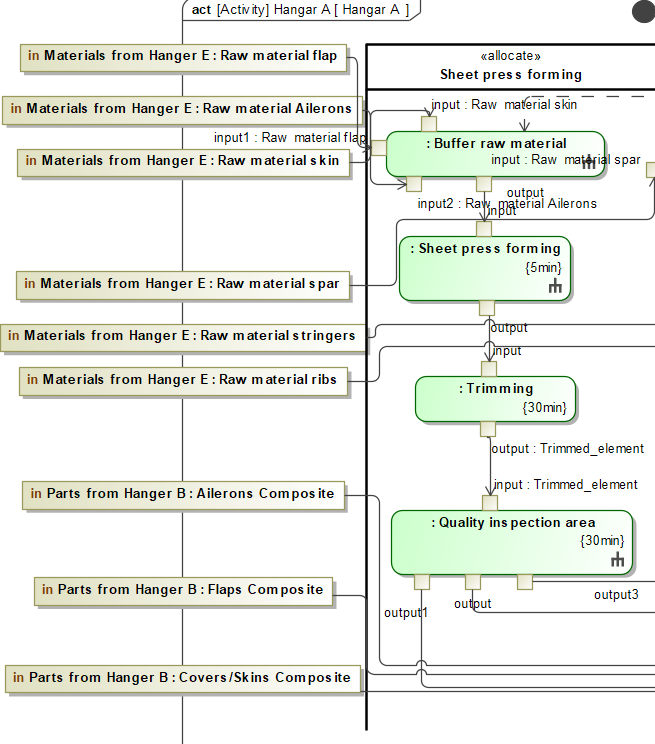 act [Activity] Hangar A [ Hangar A ]
in Materials from Hanger E : Raw material flap
«allocate»
Sheet press forming
in Materials from Hanger E : Raw material Ailerons
input : Raw material skin
input1 : Raw material flap
: Buffer raw material
in Materials from Hanger E : Raw material skin
input : Raw material spar
output
input2 : Raw material Ailerons
input
: Sheet press forming
{5min}
in Materials from Hanger E : Raw material spar
output
in Materials from Hanger E : Raw material stringers
input
in Materials from Hanger E : Raw material ribs
: Trimming
{30min}
output : Trimmed_element
input : Trimmed_element
in Parts from Hanger B : Ailerons Composite
: Quality inspection area
{30min}
in Parts from Hanger B : Flaps Composite
output3
output
output1
in Parts from Hanger B : Covers/Skins Composite